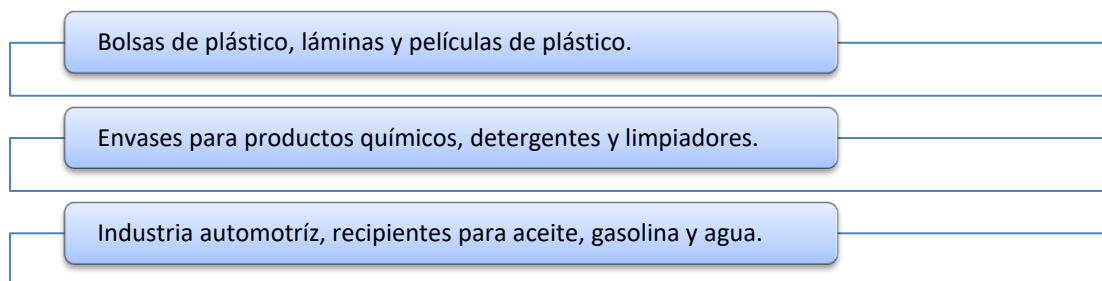 Bolsas de plástico, láminas y películas de plástico.
Envases para productos químicos, detergentes y limpiadores.
Industria automotríz, recipientes para aceite, gasolina y agua.